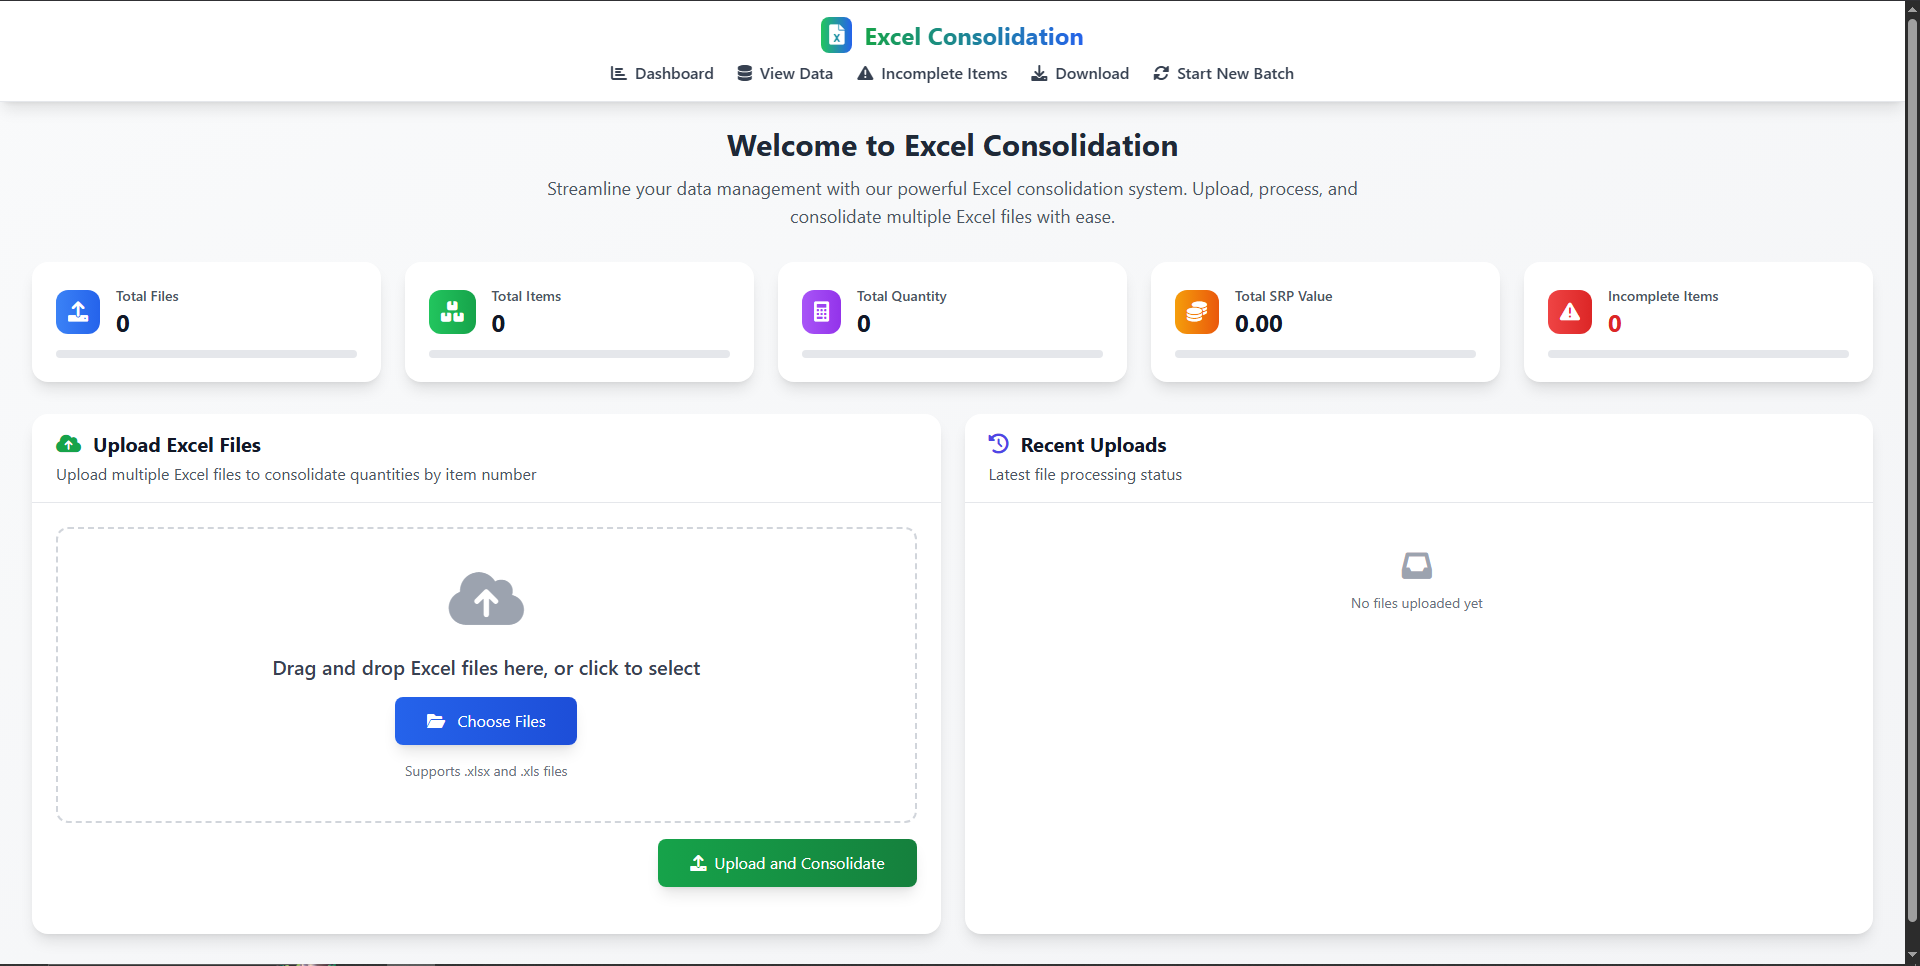 Excel Consolidation
Dashboard View Data Incomplete Items Download Start New Batch
Welcome to Excel Consolidation
Streamline your data management with our powerful Excel consolidation system. Upload, process, and
consolidate multiple Excel files with ease.
Total Files
0
Total Items
0
Total Quantity
0
Total SRP Value
0.00
Incomplete Items
0
Upload Excel Files
Upload multiple Excel files to consolidate quantities by item number
Drag and drop Excel files here, or click to select
Choose Files
Supports .xlsx and .xls files
Upload and Consolidate
Recent Uploads
Latest file processing status
No files uploaded yet